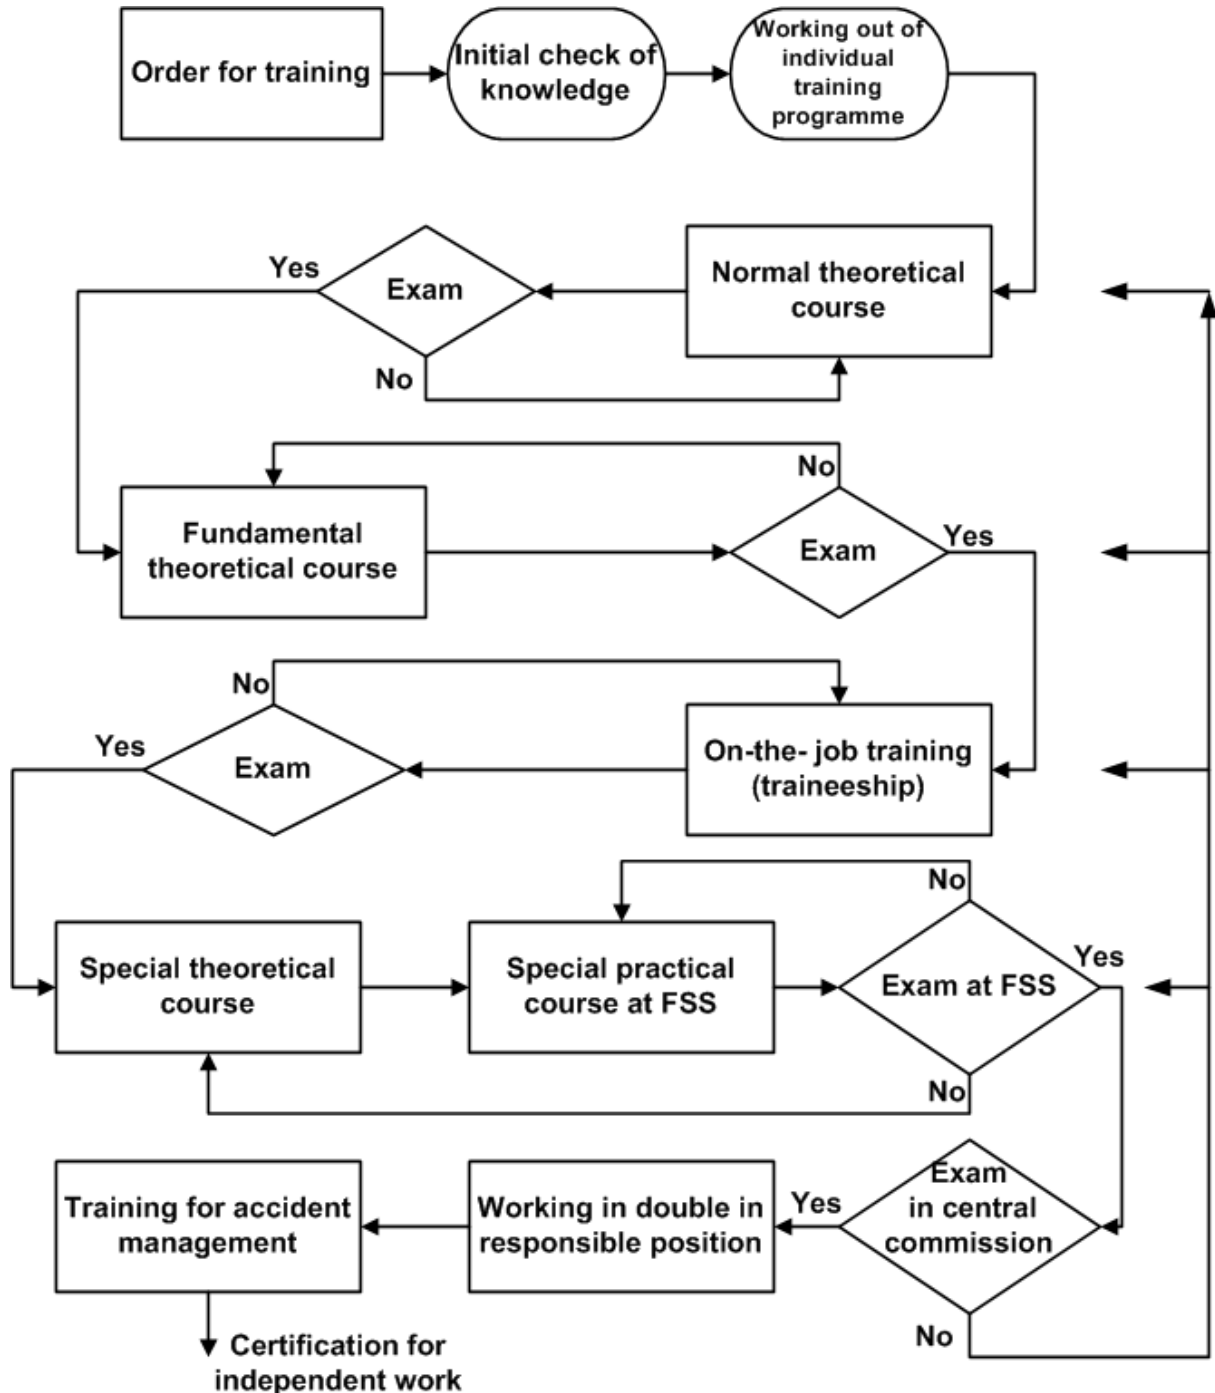 Order for training
Initial check of
knowledge
Working out of
individual
training
programme
Yes
Exam
Normal theoretical
course
No
No
Fundamental
theoretical course
Exam
Yes
No
Yes
Exam
On-the- job training
(traineeship)
No
Special theoretical
course
Special practical
course at FSS
Exam at FSS
Yes
No
Training for accident
management
Working in double in
responsible position
Yes
Exam
in central
commission
No
Certification for
independent work